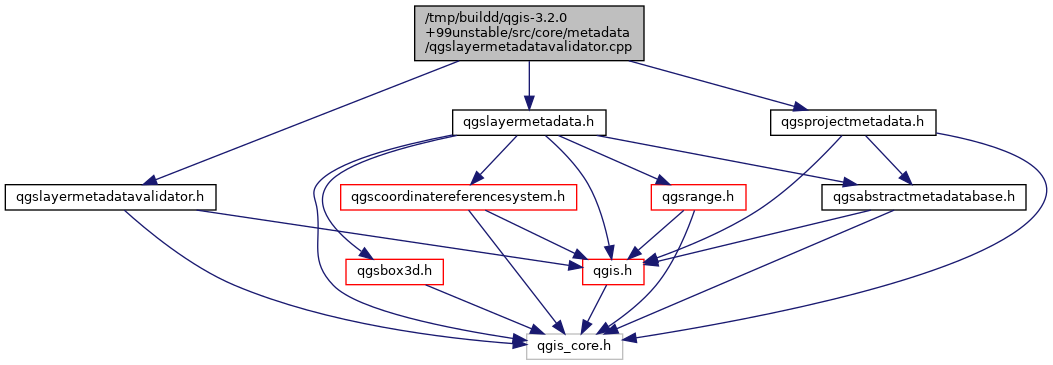 /tmp/buildd/qgis-3.2.0
+99unstable/src/core/metadata
/qgslayermetadatavalidator.cpp
qgslayermetadata.h
qgsprojectmetadata.h
qgslayermetadatavalidator.h
qgscoordinatereferencesystem.h
qgsrange.h
qgsabstractmetadatabase.h
qgsbox3d.h
qgis.h
qgis_core.h